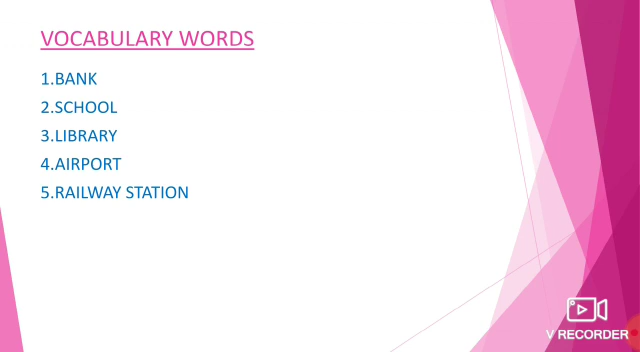 VOCABULARY WORDS
1.BANK
2.SCHOOL
3.LIBRARY
4.AIRPORT
5.RAILWAY STATION
V RECORDER